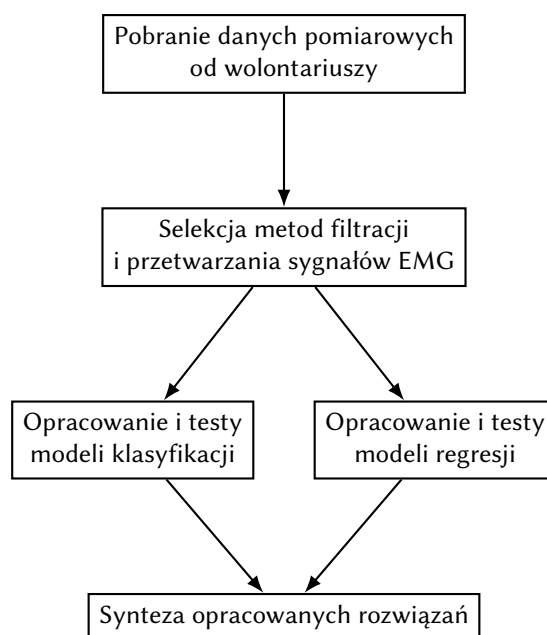 Pobranie danych pomiarowych
od wolontariuszy
Selekcja metod filtracji
i przetwarzania sygnałów EMG
Opracowanie i testy
modeli klasyfikacji
Opracowanie i testy
modeli regresji
Synteza opracowanych rozwiązań